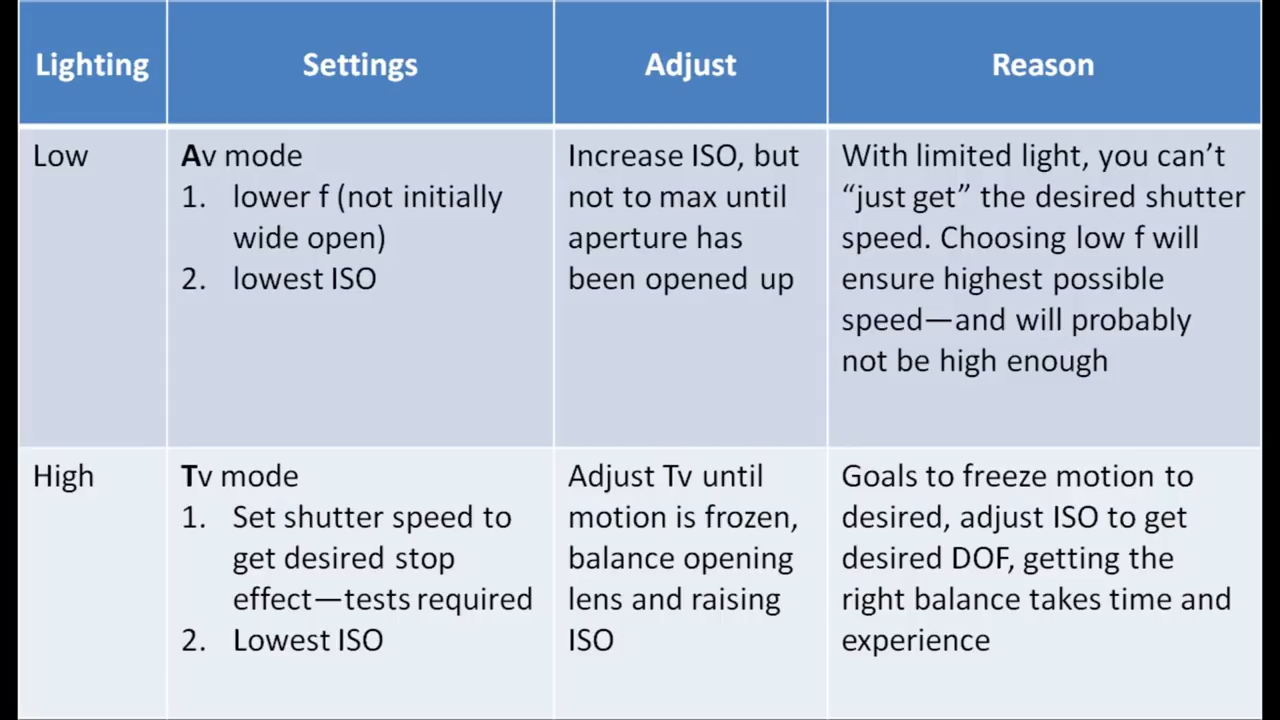 Lighting
Settings
Adjust
Reason
Low
Av mode
1. lower f (not initially
wide open)
2. lowest ISO
Increase ISO, but
not to max until
aperture has
been opened up
With limited light, you can’t
“just get” the desired shutter
speed. Choosing low f will
ensure highest possible
speed—and will probably
not be high enough
High
Tv mode
1. Set shutter speed to
get desired stop
effect—tests required
2. Lowest ISO
Adjust Tv until
motion is frozen,
balance opening
lens and raising
ISO
Goals to freeze motion to
desired, adjust ISO to get
desired DOF, getting the
right balance takes time and
experience